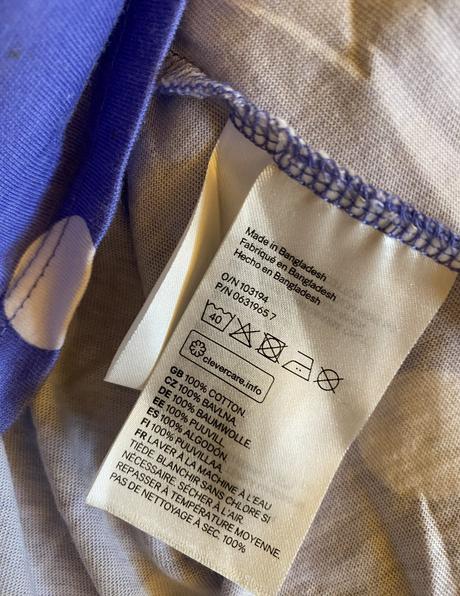 Made in Bangladesh
Fabriqué en Bangladesh
Hecho en Bangladesh
O/N 103194
P/N 0631965 7
40
clevercare.info
GB 100% COTTON.
CZ 100% BAVLNA.
DE 100% BAUMWOLLE.
EE 100% PUUVILL.
ES 100% ALGODÓN.
FI 100% PUUVILLAA.
FR LAVER À LA MACHINE À L'EAU
TIÈDE. BLANCHIR SANS CHLORE SI
NÉCESSAIRE. SÉCHER À L'AIR.
REPASSER À TEMPÉRATURE MOYENNE.
PAS DE NETTOYAGE À SEC. 100%